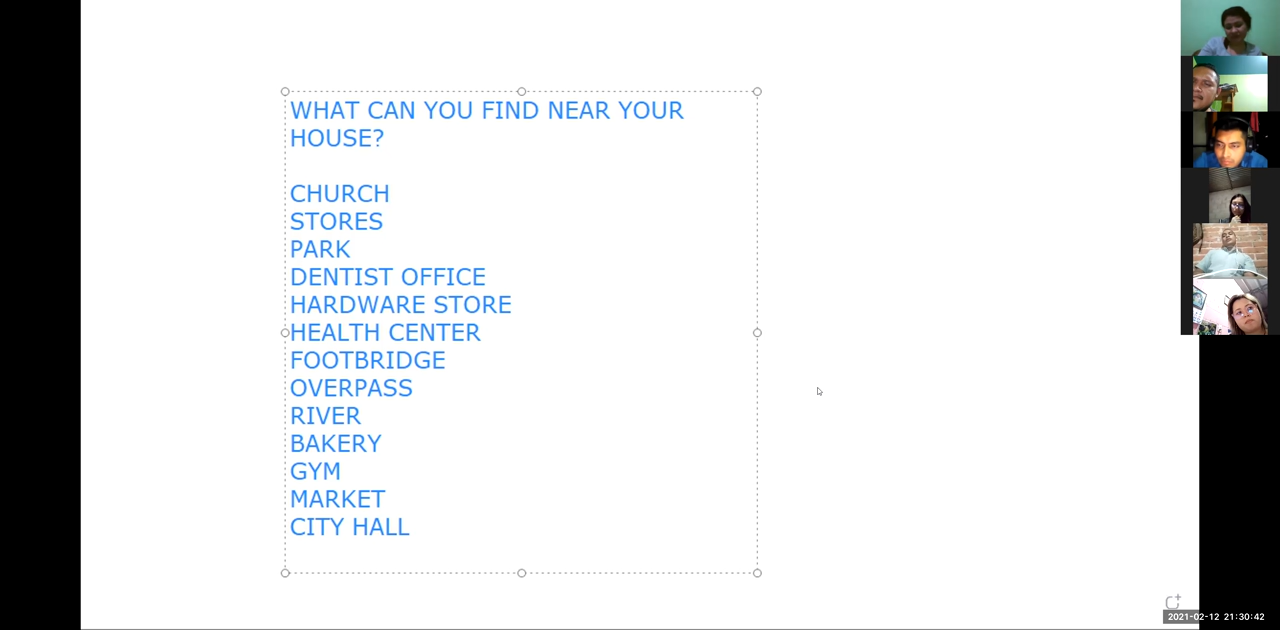 WHAT CAN YOU FIND NEAR YOUR
HOUSE?
CHURCH
STORES
PARK
DENTIST OFFICE
HARDWARE STORE
HEALTH CENTER
FOOTBRIDGE
OVERPASS
RIVER
BAKERY
GYM
MARKET
CITY HALL
2021-02-12 21:30:42